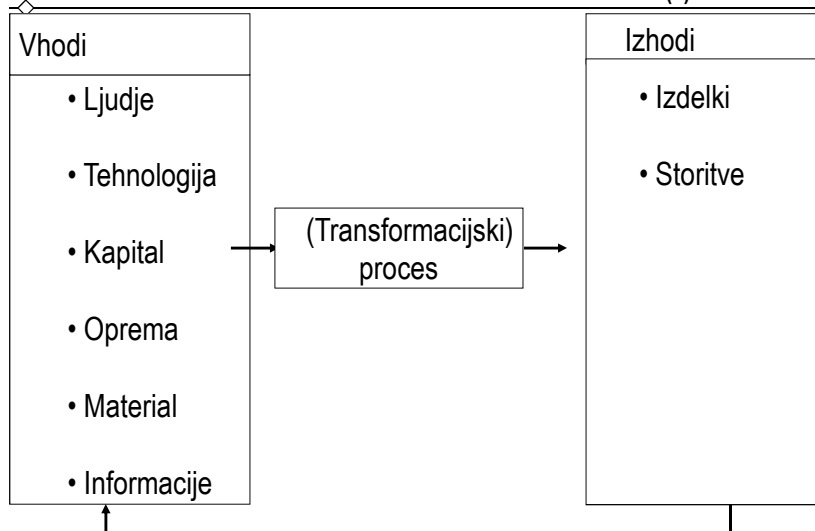 Vhodi
• Ljudje
• Tehnologija
• Kapital
• Oprema
• Material
• Informacije
(Transformacijski)
proces
Izhodi
• Izdelki
• Storitve